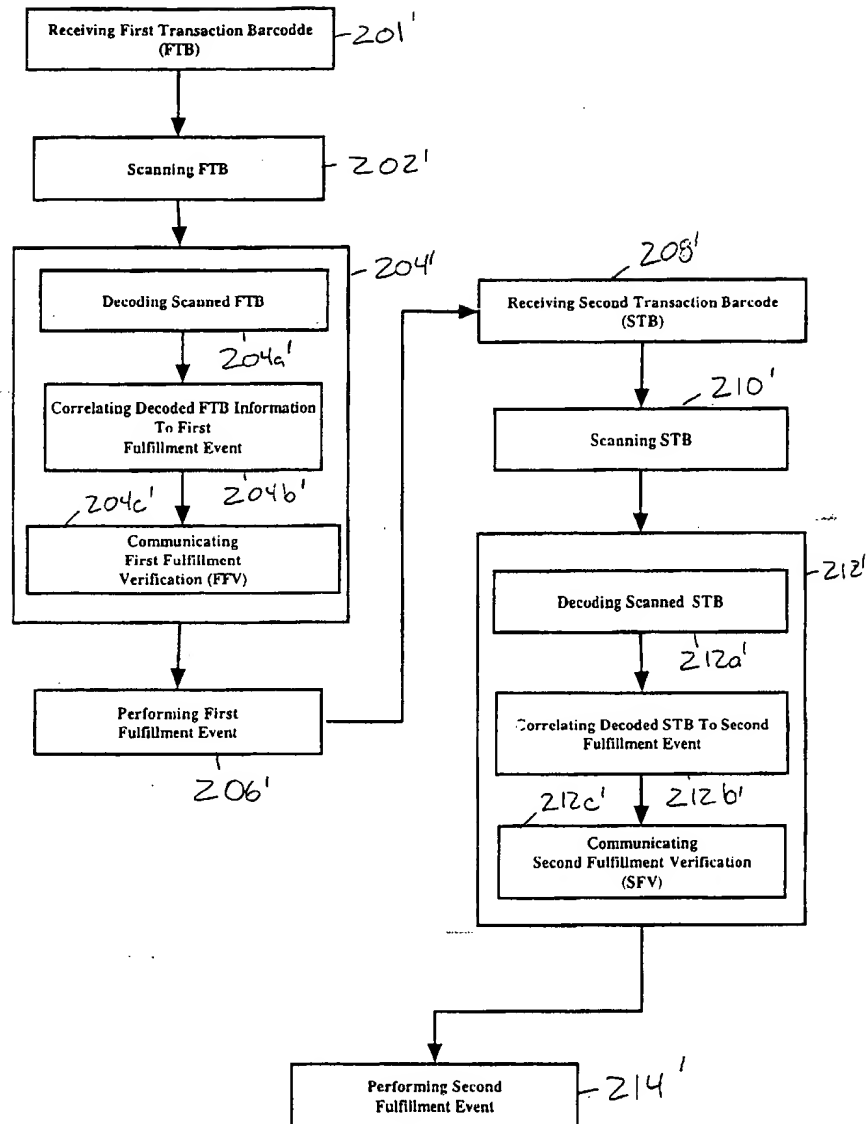 Receiving First Transaction Barcodde
(FTB)
201'
Scanning FTB
202'
204'
Decoding Scanned FTB
204a'
Correlating Decoded FTB Information
To First
Fulfillment Event
204b'
204c'
Communicating
First Fulfillment
Verification (FFV)
Performing First
Fulfillment Event
206'
208'
Receiving Second Transaction Barcode
(STB)
210'
Scanning STB
212'
Decoding Scanned STB
212a'
Correlating Decoded STB To Second
Fulfillment Event
212b'
212c'
Communicating
Second Fulfillment Verification
(SFV)
Performing Second
Fulfillment Event
214'